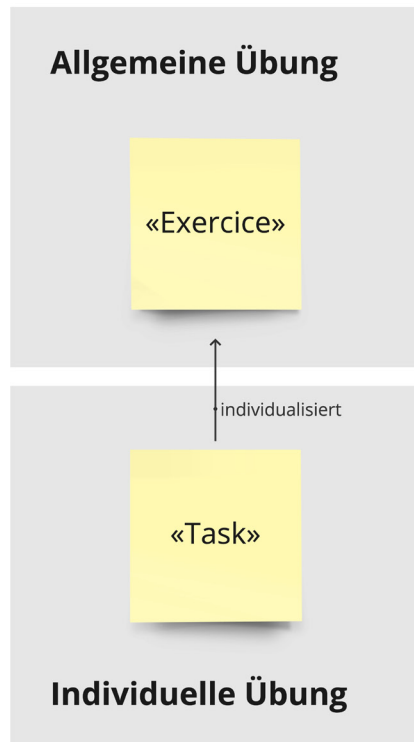 Allgemeine Übung
«Exercice»
individualisiert
«Task»
Individuelle Übung